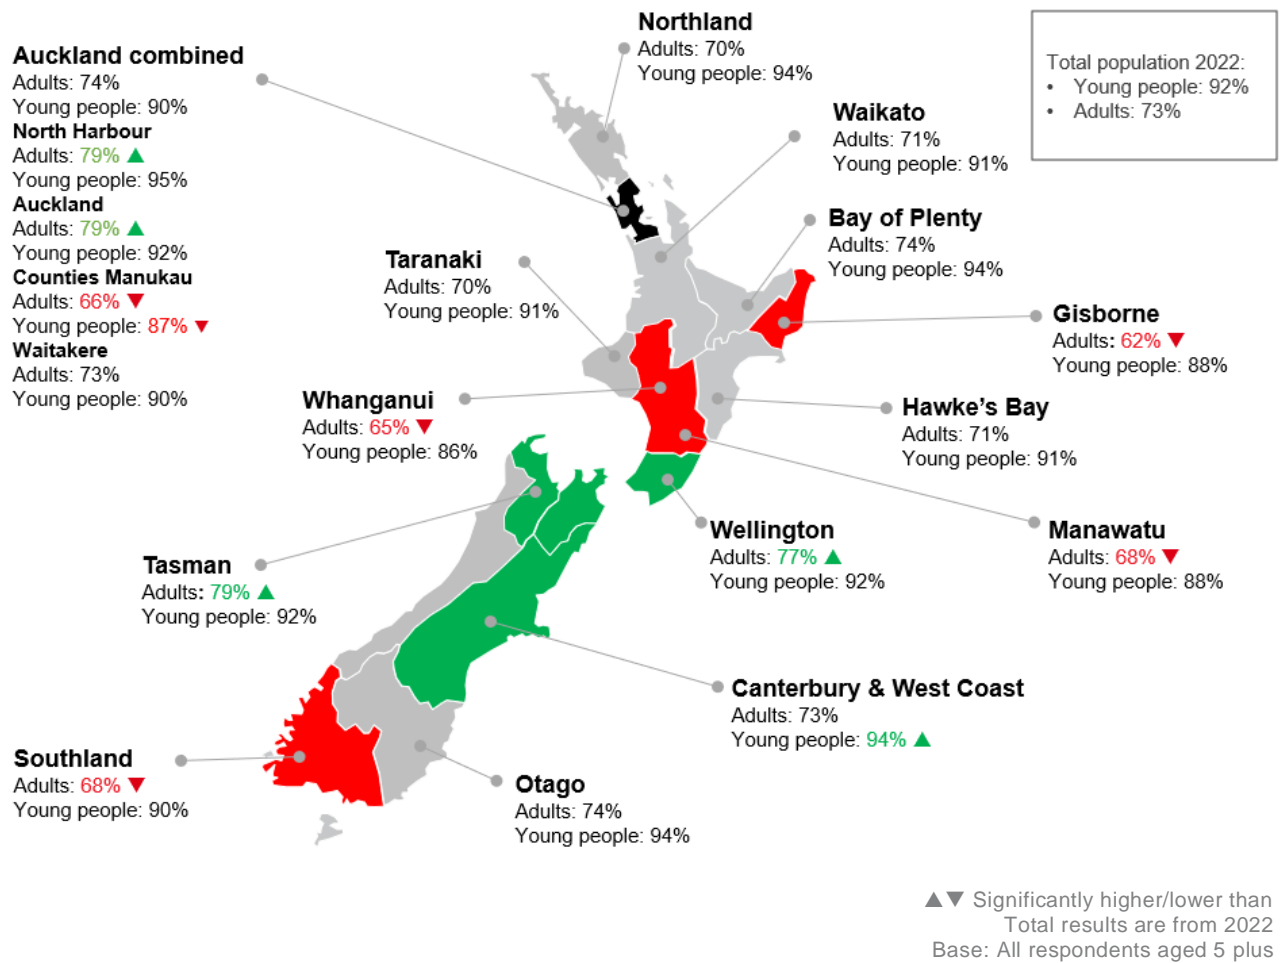 Auckland combined
Adults: 74%
Young people: 90%
North Harbour
Adults: 79% ▲
Young people: 95%
Auckland
Adults: 79% ▲
Young people: 92%
Counties Manukau
Adults: 66% ▼
Young people: 87% ▼
Waitakere
Adults: 73%
Young people: 90%
Northland
Adults: 70%
Young people: 94%
Total population 2022:
• Young people: 92%
• Adults: 73%
Waikato
Adults: 71%
Young people: 91%
Bay of Plenty
Adults: 74%
Young people: 94%
Taranaki
Adults: 70%
Young people: 91%
Gisborne
Adults: 62% ▼
Young people: 88%
Whanganui
Adults: 65% ▼
Young people: 86%
Hawke's Bay
Adults: 71%
Young people: 91%
Wellington
Adults: 77% ▲
Young people: 92%
Manawatu
Adults: 68% ▼
Young people: 88%
Tasman
Adults: 79% ▲
Young people: 92%
Canterbury & West Coast
Adults: 73%
Young people: 94% ▲
Southland
Adults: 68% ▼
Young people: 90%
Otago
Adults: 74%
Young people: 94%
▲▼ Significantly higher/lower than
Total results are from 2022
Base: All respondents aged 5 plus